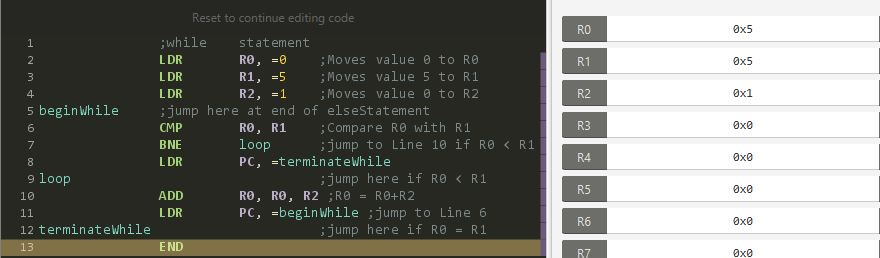 Reset to continue editing code
1 ;while statement
2 LDR R0, =0 ;Moves value 0 to R0
3 LDR R1, =5 ;Moves value 5 to R1
4 LDR R2, =1 ;Moves value 0 to R2
5 beginWhile ;jump here at end of elseStatement
6 CMP R0, R1 ;Compare R0 with R1
7 BNE loop ;jump to Line 10 if R0 < R1
8 LDR PC, =terminateWhile
9 loop ;jump here if R0 < R1
10 ADD R0, R0, R2 ;R0 = R0+R2
11 LDR PC, =beginWhile ;jump to Line 6
12 terminateWhile ;jump here if R0 = R1
13 END
R0 0x5
R1 0x5
R2 0x1
R3 0x0
R4 0x0
R5 0x0
R6 0x0
R7 0x0